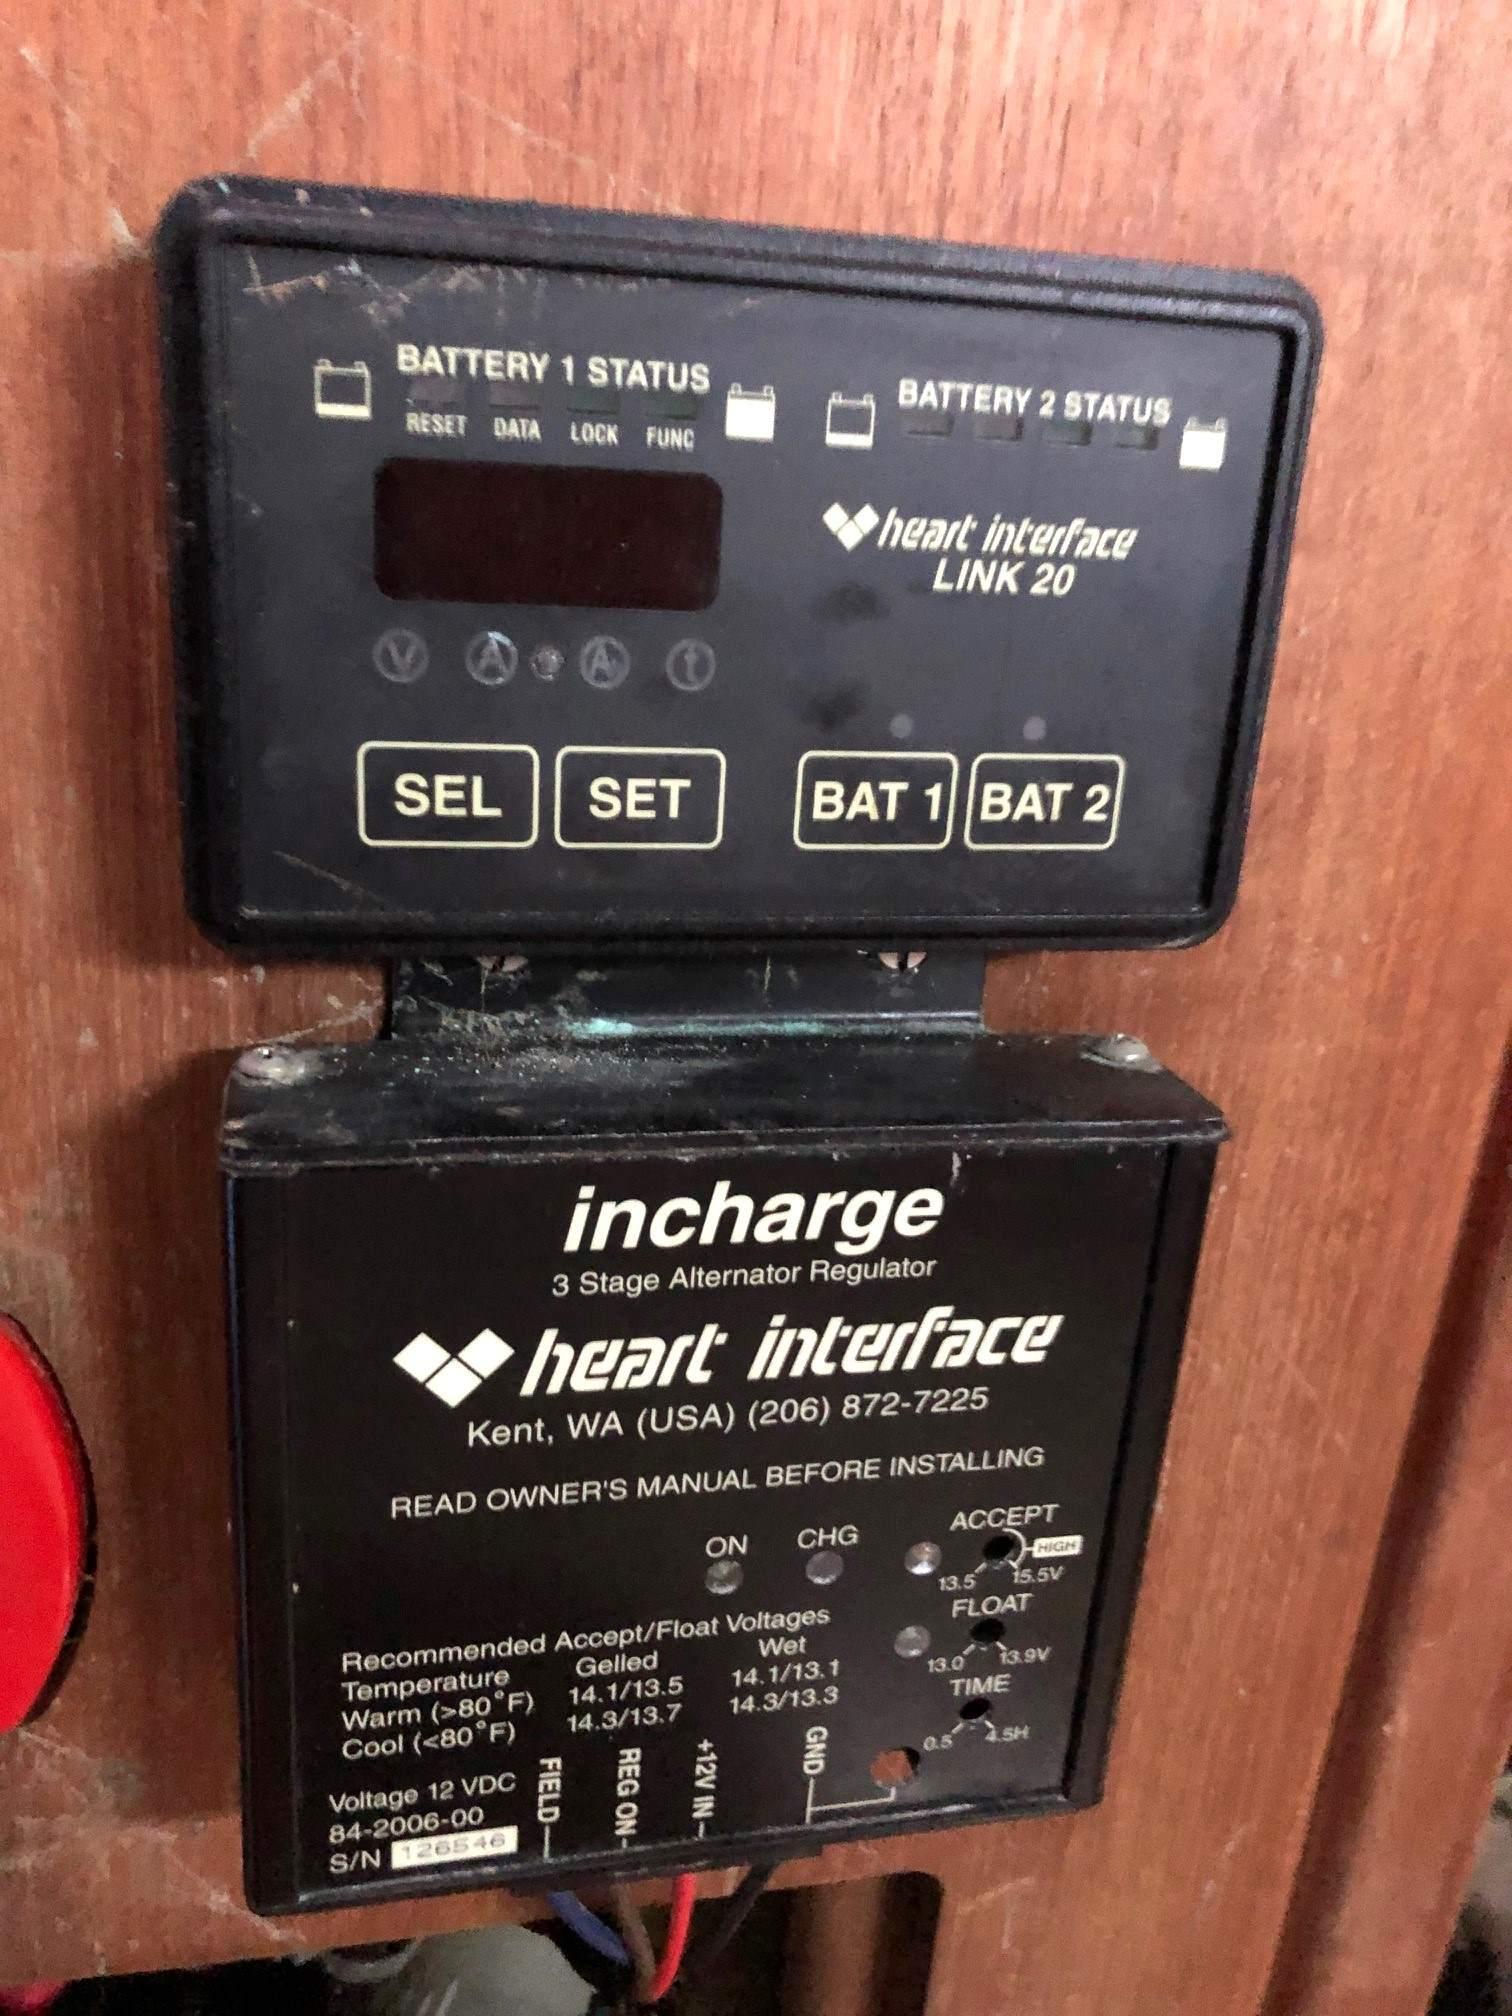 BATTERY 1 STATUS
RESET DATA LOCK FUNC
BATTERY 2 STATUS
heart interface
LINK 20
V A A t
SEL SET BAT 1 BAT 2
incharge
3 Stage Alternator Regulator
heart interface
Kent, WA (USA) (206) 872-7225
READ OWNER'S MANUAL BEFORE INSTALLING
ON CHG
ACCEPT
HIGH
13.5 15.5V
FLOAT
13.0 13.9V
TIME
0.5 4.5H
Recommended Accept/Float Voltages
Temperature Gelled Wet
Warm (>80°F) 14.1/13.5 14.1/13.1
Cool (<80°F) 14.3/13.7 14.3/13.3
Voltage 12 VDC
84-2006-00
S/N 126546
FIELD
REG ON
+12V IN
GND